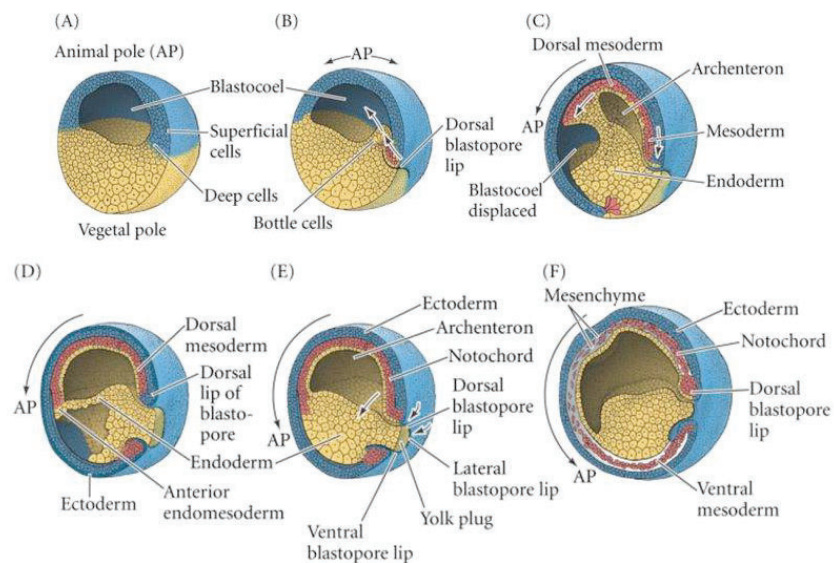 (A)
Animal pole (AP)
Blastocoel
Superficial
cells
Deep cells
Vegetal pole
(B)
AP
Dorsal
blastopore
lip
Bottle cells
(C)
Dorsal mesoderm
Archenteron
AP
Mesoderm
Endoderm
Blastocoel
displaced
(D)
Dorsal
mesoderm
Dorsal
lip of
blasto-
pore
AP
Endoderm
Ectoderm
Anterior
endomesoderm
(E)
Ectoderm
Archenteron
Notochord
Dorsal
blastopore
lip
AP
Lateral
blastopore lip
Yolk plug
Ventral
blastopore lip
(F)
Mesenchyme
Ectoderm
Notochord
Dorsal
blastopore
lip
AP
Ventral
mesoderm